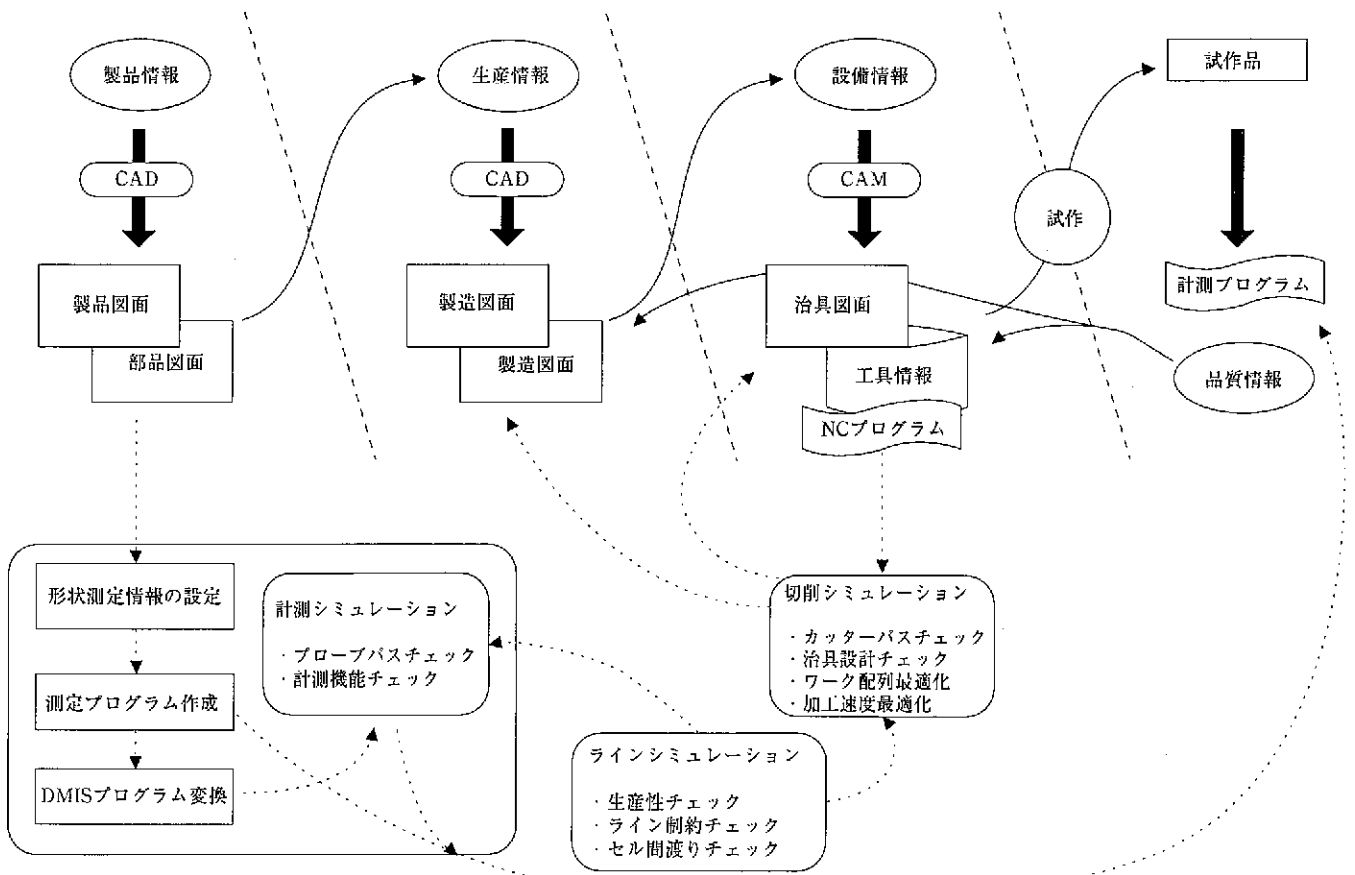 製品情報
生産情報
設備情報
試作品
CAD
CAD
CAM
試作
製品図面
部品図面
製造図面
製造図面
治具図面
工具情報
NCプログラム
計測プログラム
品質情報
形状測定情報の設定
測定プログラム作成
DMISプログラム変換
計測シミュレーション
・プローブパスチェック
・計測機能チェック
切削シミュレーション
・カッターパスチェック
・治具設計チェック
・ワーク配列最適化
・加工速度最適化
ラインシミュレーション
・生産性チェック
・ライン制約チェック
・セル間渡りチェック